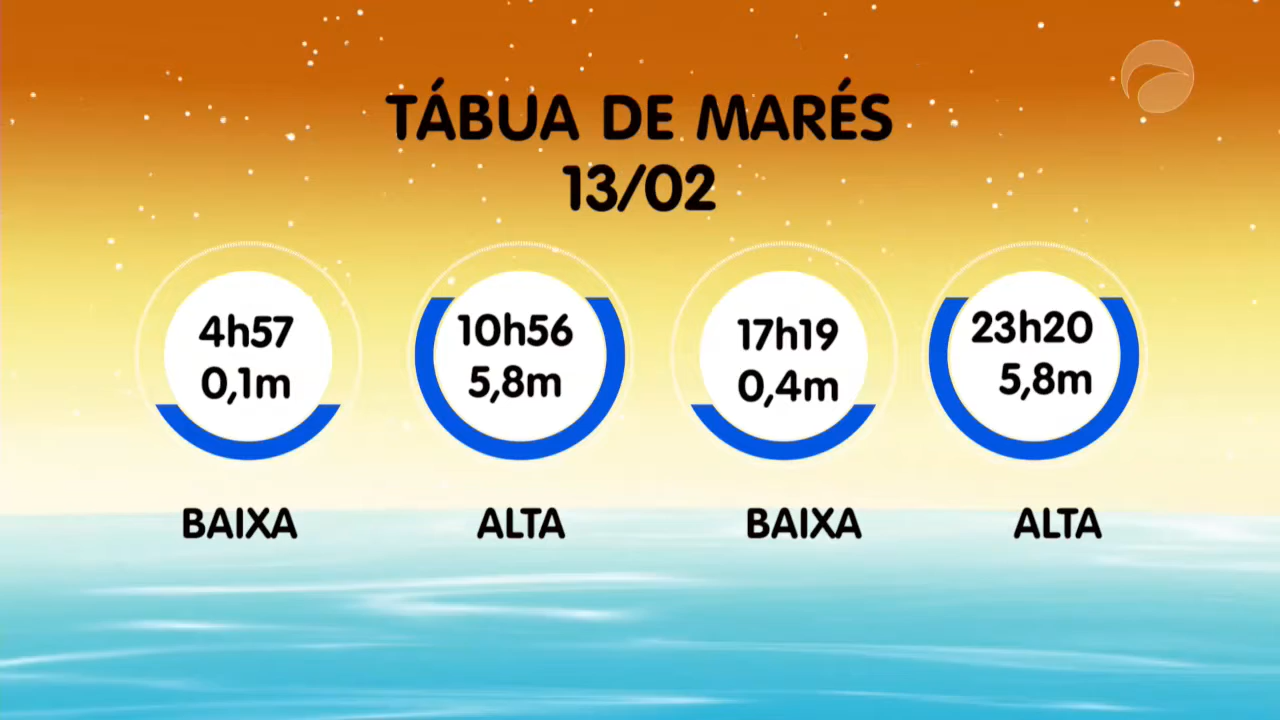 TÁBUA DE MARÉS
13/02
4h57
0,1m
BAIXA
10h56
5,8m
ALTA
17h19
0,4m
BAIXA
23h20
5,8m
ALTA